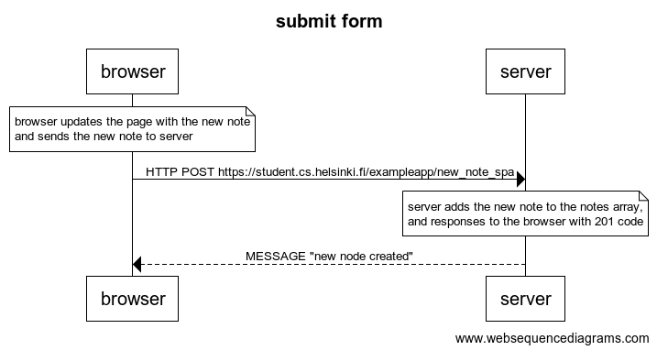 submit form
browser
server
browser updates the page with the new note
and sends the new note to server
HTTP POST https://student.cs.helsinki.fi/exampleapp/new_note_spa
server adds the new note to the notes array,
and responses to the browser with 201 code
MESSAGE "new node created"
browser
server
www.websequencediagrams.com